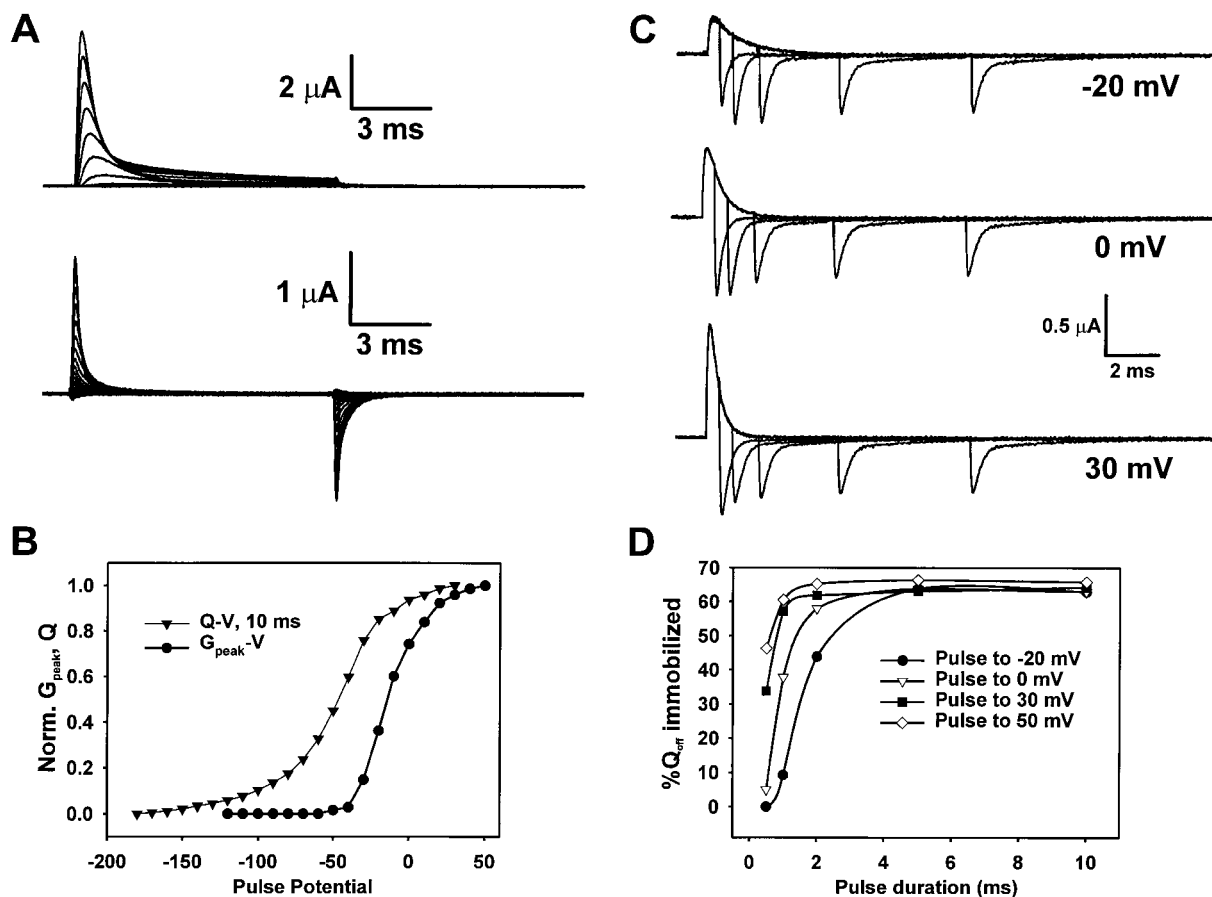 A
2 μA
3 ms
1 μA
3 ms
B
Norm. G_peak, Q
1.0
0.8
0.6
0.4
0.2
0.0
Q-V, 10 ms
G_peak-V
-200
-150
-100
-50
0
50
Pulse Potential
C
-20 mV
0 mV
0.5 μA
2 ms
30 mV
D
%Q_off immobilized
70
60
50
40
30
20
10
0
Pulse to -20 mV
Pulse to 0 mV
Pulse to 30 mV
Pulse to 50 mV
0
2
4
6
8
10
Pulse duration (ms)